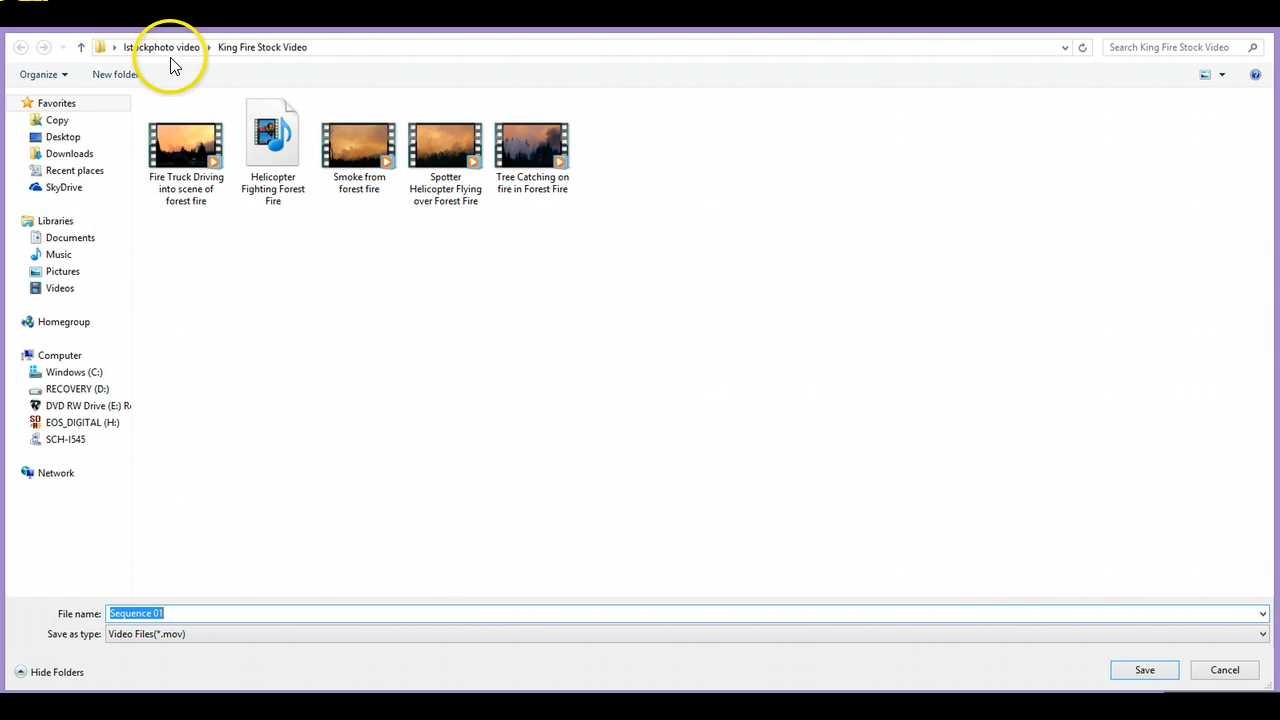 Istockphoto video King Fire Stock Video
Search King Fire Stock Video
Organize
New folder
Favorites
Copy
Desktop
Downloads
Recent places
SkyDrive
Libraries
Documents
Music
Pictures
Videos
Homegroup
Computer
Windows (C:)
RECOVERY (D:)
DVD RW Drive (E:) R
EOS_DIGITAL (H:)
SCH-I545
Network
Fire Truck Driving
into scene of
forest fire
Helicopter
Fighting Forest
Fire
Smoke from
forest fire
Spotter
Helicopter Flying
over Forest Fire
Tree Catching on
fire in Forest Fire
File name: Sequence 01
Save as type: Video Files(*.mov)
Hide Folders
Save
Cancel